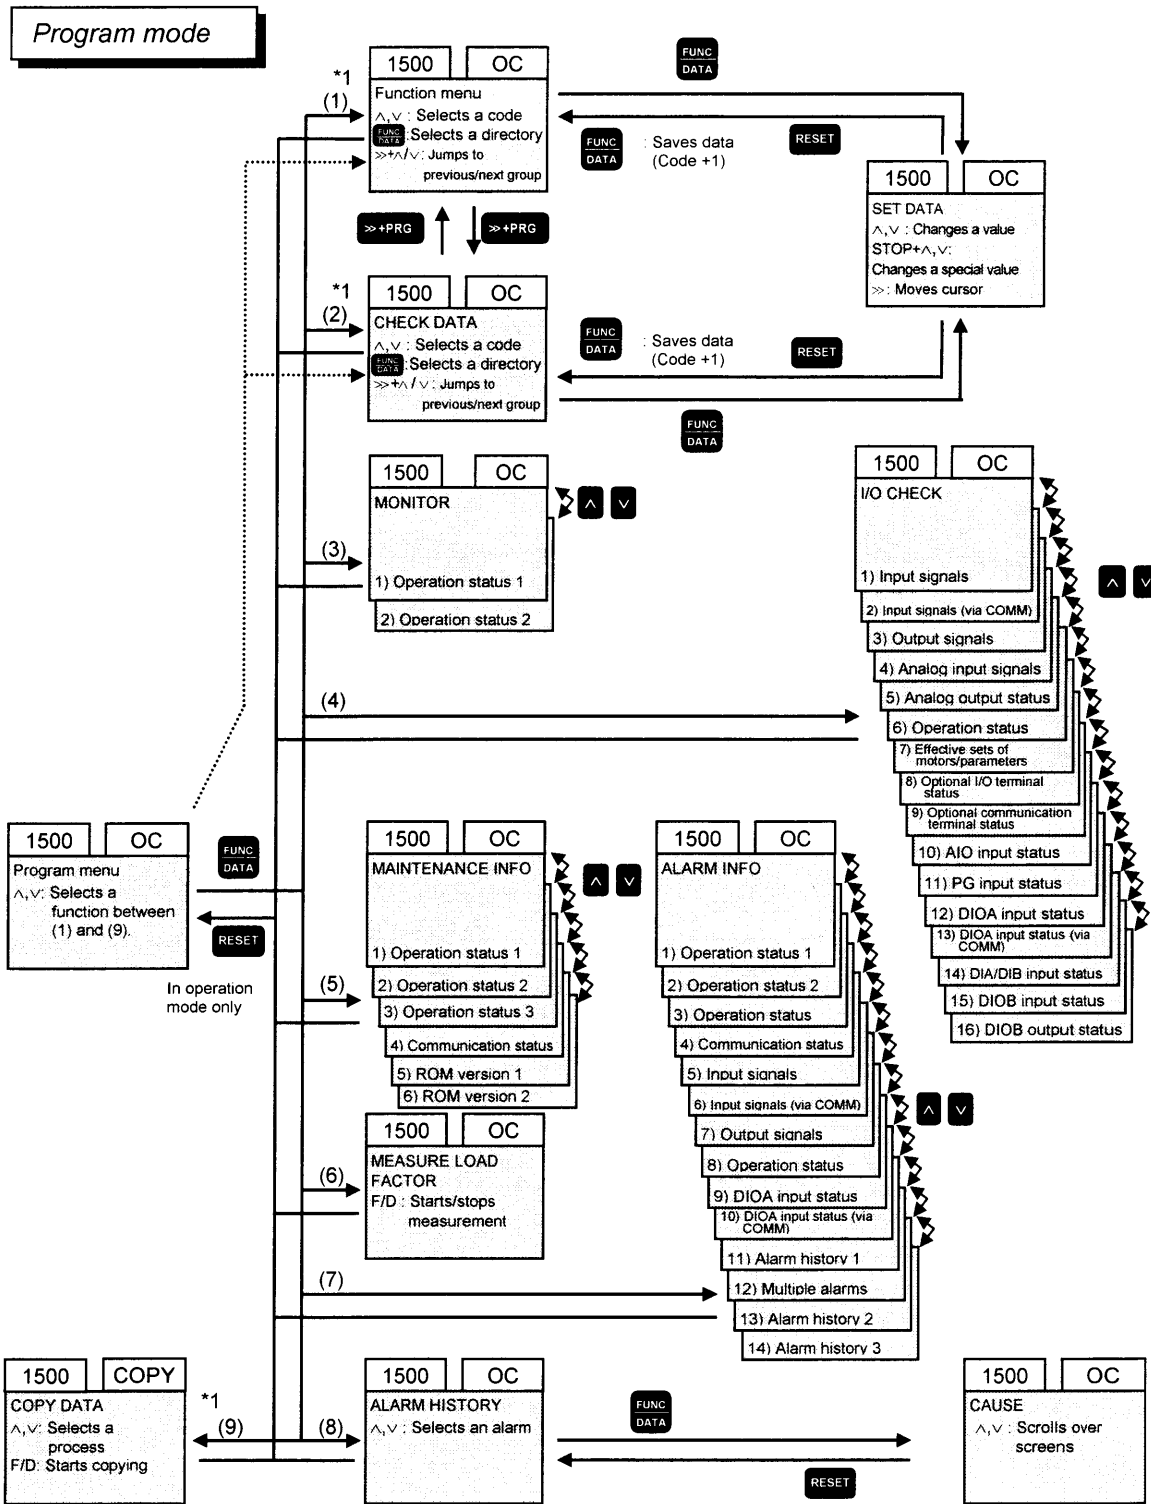 Program mode
1500 OC
*1
(1)
Function menu
∧,∨ : Selects a code
FUNC DATA :Selects a directory
≫+∧/∨: Jumps to
previous/next group
FUNC
DATA
FUNC
DATA
: Saves data
(Code +1)
RESET
≫+PRG
≫+PRG
1500 OC
SET DATA
∧,∨ : Changes a value
STOP+∧,∨:
Changes a special value
≫: Moves cursor
1500 OC
*1
(2)
CHECK DATA
∧,∨ : Selects a code
FUNC DATA :Selects a directory
≫+∧/∨: Jumps to
previous/next group
FUNC
DATA
: Saves data
(Code +1)
RESET
FUNC
DATA
1500 OC
(3)
MONITOR
1) Operation status 1
2) Operation status 2
∧ ∨
1500 OC
(4)
I/O CHECK
1) Input signals
2) Input signals (via COMM)
3) Output signals
4) Analog input signals
5) Analog output status
6) Operation status
7) Effective sets of
motors/parameters
8) Optional I/O terminal
status
9) Optional communication
terminal status
10) AIO input status
11) PG input status
12) DIOA input status
13) DIOA input status (via
COMM)
14) DIA/DIB input status
15) DIOB input status
16) DIOB output status
∧ ∨
1500 OC
Program menu
∧,∨: Selects a
function between
(1) and (9).
FUNC
DATA
RESET
In operation
mode only
1500 OC
(5)
MAINTENANCE INFO
1) Operation status 1
2) Operation status 2
3) Operation status 3
4) Communication status
5) ROM version 1
6) ROM version 2
∧ ∨
1500 OC
ALARM INFO
1) Operation status 1
2) Operation status 2
3) Operation status
4) Communication status
5) Input signals
6) Input signals (via COMM)
7) Output signals
8) Operation status
9) DIOA input status
10) DIOA input status (via
COMM)
11) Alarm history 1
12) Multiple alarms
13) Alarm history 2
14) Alarm history 3
∧ ∨
1500 OC
(6)
MEASURE LOAD
FACTOR
F/D : Starts/stops
measurement
(7)
1500 COPY
COPY DATA
∧,∨: Selects a
process
F/D: Starts copying
*1
(9)
(8)
1500 OC
ALARM HISTORY
∧,∨ : Selects an alarm
FUNC
DATA
RESET
1500 OC
CAUSE
∧,∨ : Scrolls over
screens